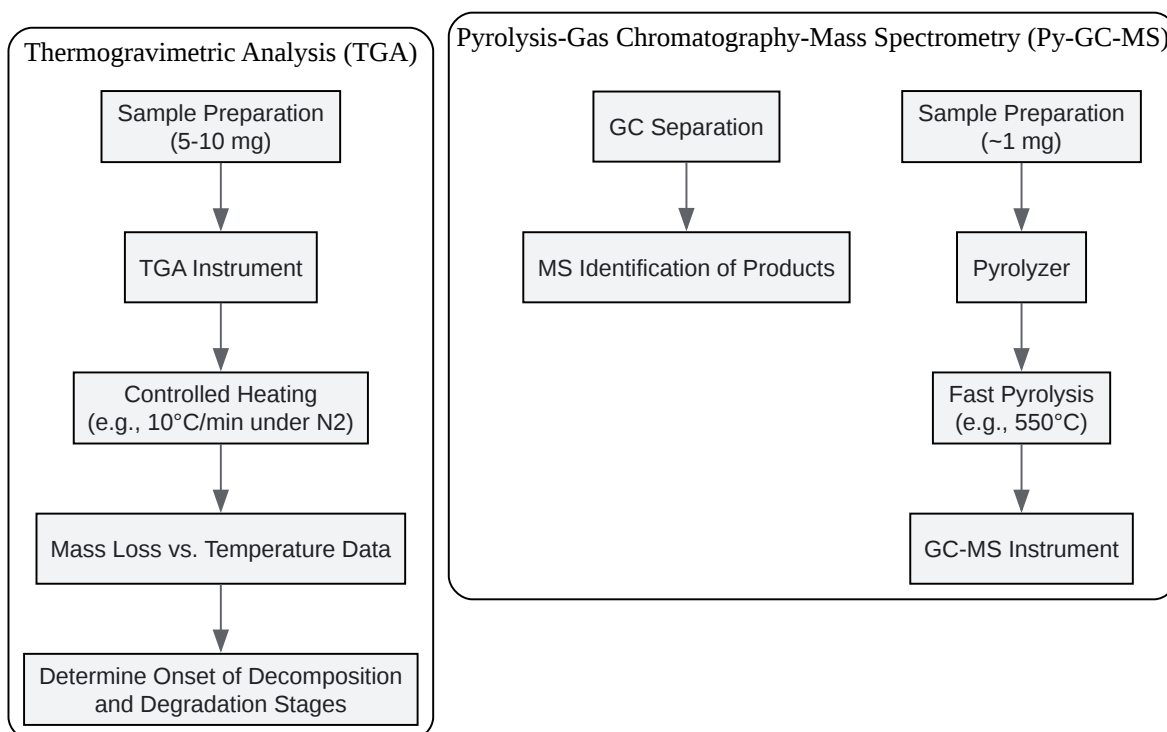 Thermogravimetric Analysis (TGA)
Sample Preparation
(5-10 mg)
TGA Instrument
Controlled Heating
(e.g., 10°C/min under N2)
Mass Loss vs. Temperature Data
Determine Onset of Decomposition
and Degradation Stages
Pyrolysis-Gas Chromatography-Mass Spectrometry (Py-GC-MS)
GC Separation
MS Identification of Products
Sample Preparation
(~1 mg)
Pyrolyzer
Fast Pyrolysis
(e.g., 550°C)
GC-MS Instrument